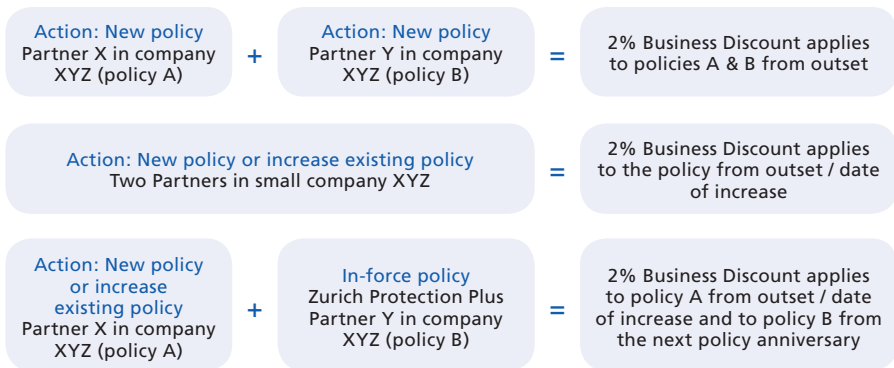 Action: New policy
Partner X in company
XYZ (policy A)
+
Action: New policy
Partner Y in company
XYZ (policy B)
=
2% Business Discount applies
to policies A & B from outset
Action: New policy or increase existing policy
Two Partners in small company XYZ
=
2% Business Discount applies
to the policy from outset / date
of increase
Action: New policy
or increase
existing policy
Partner X in company
XYZ (policy A)
+
In-force policy
Zurich Protection Plus
Partner Y in company
XYZ (policy B)
=
2% Business Discount applies
to policy A from outset / date
of increase and to policy B from
the next policy anniversary